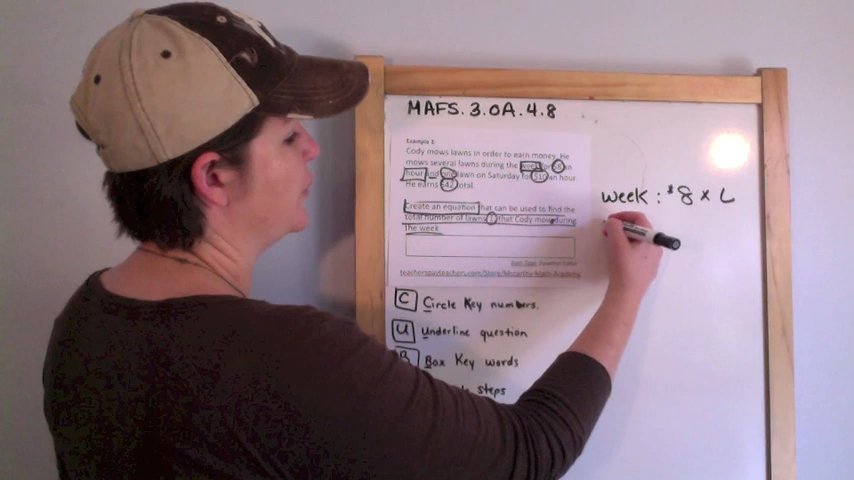 MAFS.3.OA.4.8
Example 2:
Cody mows lawns in order to earn money. He
mows several lawns during the week for $8 an
hour and one lawn on Saturday for $10 an hour.
He earns $42 total.
Create an equation that can be used to find the
total number of lawns, that Cody mows during
the week.
teacherspayteachers.com/Store/Mccarthy-Math-Academy
week : $8 x L
C Circle Key numbers.
U Underline question
B Box Key words
steps